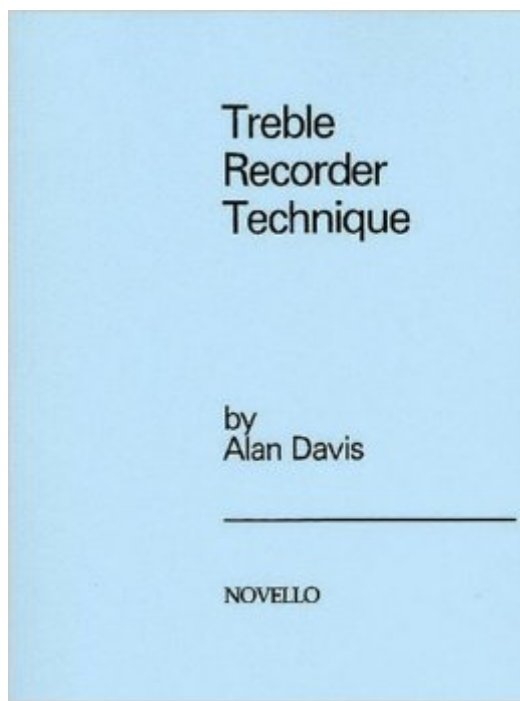 Treble
Recorder
Technique
by
Alan Davis
NOVELLO